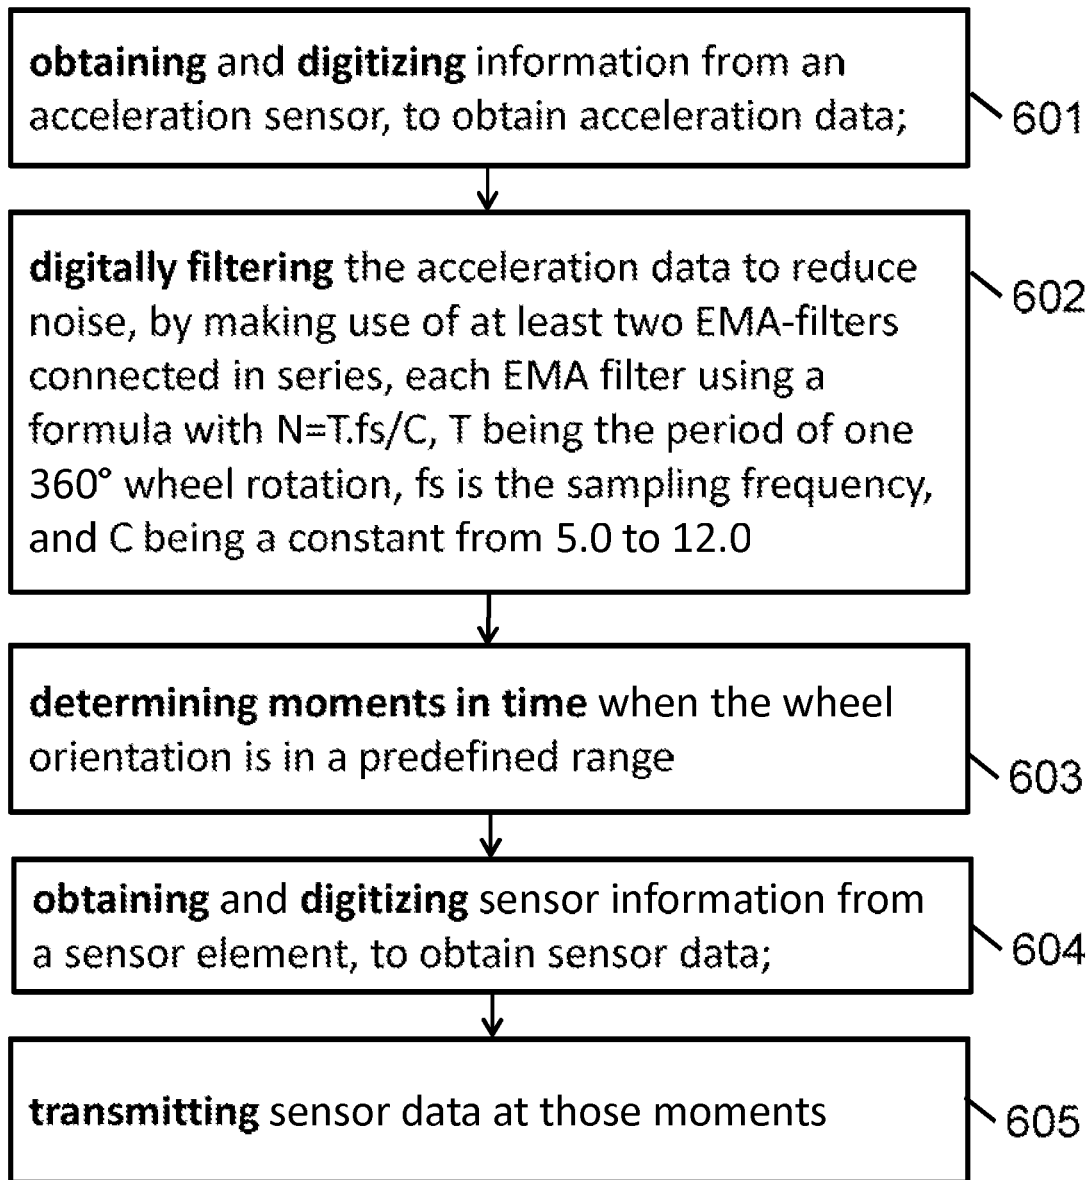 obtaining and digitizing information from an
acceleration sensor, to obtain acceleration data;
601
digitally filtering the acceleration data to reduce
noise, by making use of at least two EMA-filters
connected in series, each EMA filter using a
formula with N=T.fs/C, T being the period of one
360° wheel rotation, fs is the sampling frequency,
and C being a constant from 5.0 to 12.0
602
determining moments in time when the wheel
orientation is in a predefined range
603
obtaining and digitizing sensor information from
a sensor element, to obtain sensor data;
604
transmitting sensor data at those moments
605